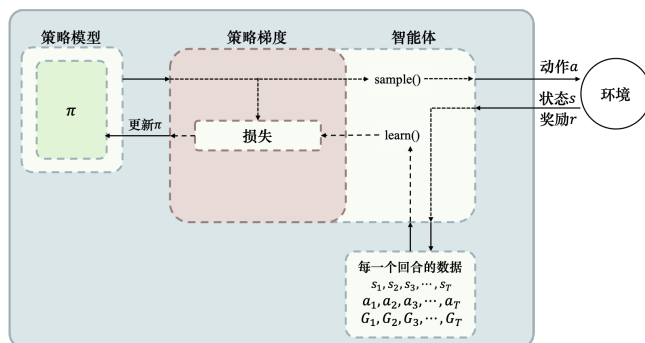 策略模型
策略梯度
智能体
π
sample()
动作a
状态s
奖励r
环境
更新π
损失
learn()
每一个回合的数据
s₁, s₂, s₃, ⋯, s_T
a₁, a₂, a₃, ⋯, a_T
G₁, G₂, G₃, ⋯, G_T